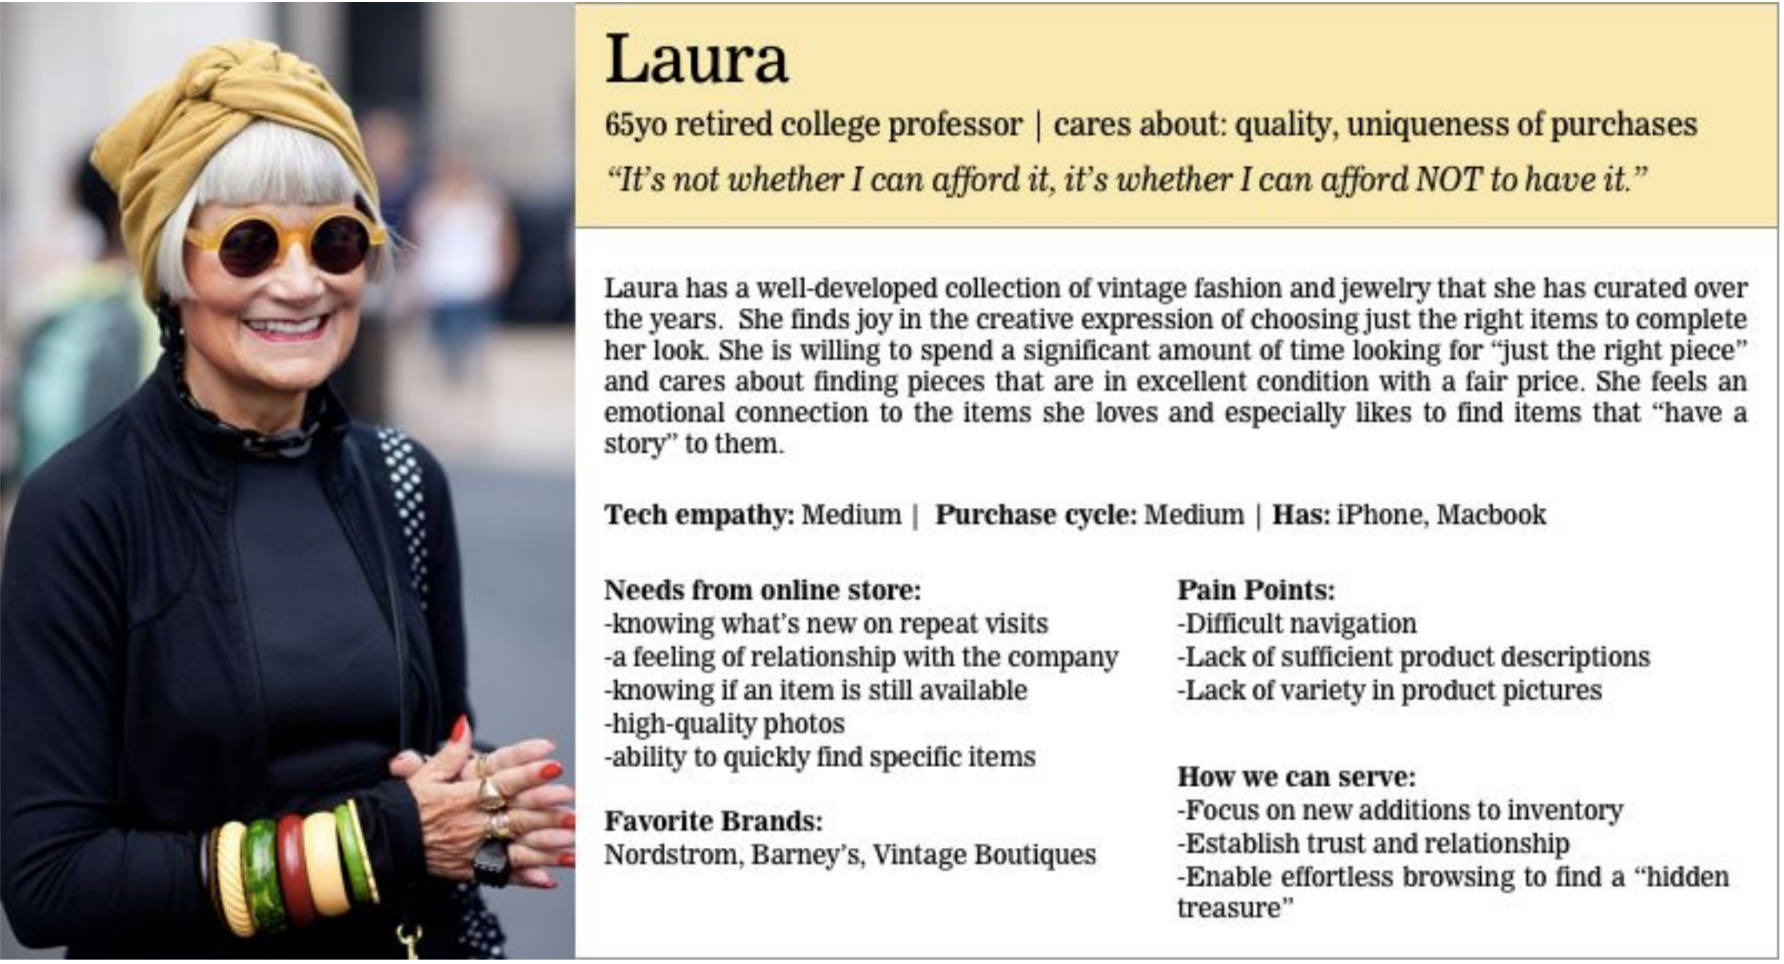 Laura
65yo retired college professor | cares about: quality, uniqueness of purchases
“It’s not whether I can afford it, it’s whether I can afford NOT to have it.”
Laura has a well-developed collection of vintage fashion and jewelry that she has curated over
the years. She finds joy in the creative expression of choosing just the right items to complete
her look. She is willing to spend a significant amount of time looking for “just the right piece”
and cares about finding pieces that are in excellent condition with a fair price. She feels an
emotional connection to the items she loves and especially likes to find items that “have a
story” to them.
Tech empathy: Medium | Purchase cycle: Medium | Has: iPhone, Macbook
Needs from online store:
-knowing what’s new on repeat visits
-a feeling of relationship with the company
-knowing if an item is still available
-high-quality photos
-ability to quickly find specific items
Favorite Brands:
Nordstrom, Barney’s, Vintage Boutiques
Pain Points:
-Difficult navigation
-Lack of sufficient product descriptions
-Lack of variety in product pictures
How we can serve:
-Focus on new additions to inventory
-Establish trust and relationship
-Enable effortless browsing to find a “hidden
treasure”